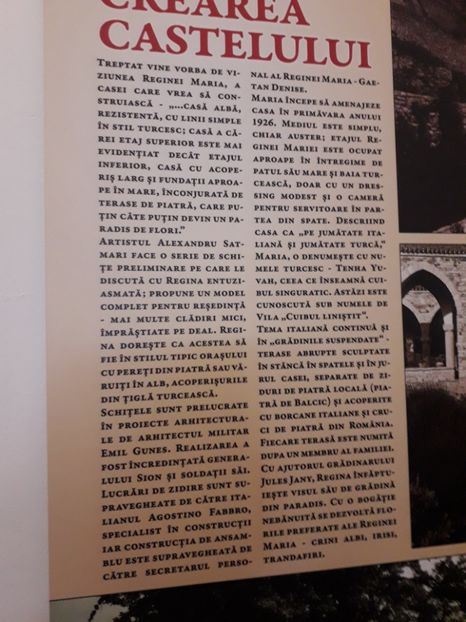 CREAREA
CASTELULUI
TREPTAT VINE VORBA DE VI-
ZIUNEA REGINEI MARIA, A
CASEI CARE VREA SĂ CON-
STRUIASCĂ - „...CASĂ ALBĂ,
REZISTENTĂ, CU LINII SIMPLE
ÎN STIL TURCESC; CASĂ A CĂ-
REI ETAJ SUPERIOR ESTE MAI
EVIDENȚIAT DECÂT ETAJUL
INFERIOR, CASĂ CU ACOPE-
RIȘ LARG ȘI FUNDAȚII APROA-
PE ÎN MARE, ÎNCONJURATĂ DE
TERASE DE PIATRĂ, CARE PU-
ȚIN CÂTE PUȚIN DEVIN UN PA-
RADIS DE FLORI.”
ARTISTUL ALEXANDRU SAT-
MARI FACE O SERIE DE SCHI-
ȚE PRELIMINARE PE CARE LE
DISCUTĂ CU REGINA ENTUZI-
ASMATĂ; PROPUNE UN MODEL
COMPLET PENTRU REȘEDINȚĂ
- MAI MULTE CLĂDIRI MICI,
ÎMPRĂȘTIATE PE DEAL. REGI-
NA DOREȘTE CA ACESTEA SĂ
FIE ÎN STILUL TIPIC ORAȘULUI
CU PEREȚI DIN PIATRĂ SAU VĂ-
RUIȚI ÎN ALB, ACOPERIȘURILE
DIN ȚIGLĂ TURCEASCĂ.
SCHIȚELE SUNT PRELUCRATE
ÎN PROIECTE ARHITECTURA-
LE DE ARHITECTUL MILITAR
EMIL GUNES. REALIZAREA A
FOST ÎNCREDINȚATĂ GENERA-
LULUI SION ȘI SOLDAȚII SĂI.
LUCRĂRI DE ZIDIRE SUNT SU-
PRAVEGHEATE DE CĂTRE ITA-
LIANUL AGOSTINO FABBRO,
SPECIALIST ÎN CONSTRUCȚII
IAR CONSTRUCȚIA DE ANSAM-
BLU ESTE SUPRAVEGHEATĂ DE
CĂTRE SECRETARUL PERSO-
NAL AL REGINEI MARIA - GAE-
TAN DENISE.
MARIA ÎNCEPE SĂ AMENAJEZE
CASA ÎN PRIMĂVARA ANULUI
1926. MEDIUL ESTE SIMPLU,
CHIAR AUSTER: ETAJUL RE-
GINEI MARIEI ESTE OCUPAT
APROAPE ÎN ÎNTREGIME DE
PATUL SĂU MARE ȘI BAIA TUR-
CEASCĂ, DOAR CU UN DRES-
SING MODEST ȘI O CAMERĂ
PENTRU SERVITOARE ÎN PAR-
TEA DIN SPATE. DESCRIIND
CASA CA „PE JUMĂTATE ITA-
LIANĂ ȘI JUMĂTATE TURCĂ,”
MARIA, O DENUMEȘTE CU NU-
MELE TURCESC - TENHA YU-
VAH, CEEA CE ÎNSEAMNĂ CUI-
BUL SINGURATIC. ASTĂZI ESTE
CUNOSCUTĂ SUB NUMELE DE
VILA „CUIBUL LINIȘTIT”.
TEMA ITALIANĂ CONTINUĂ ȘI
ÎN „GRĂDINILE SUSPENDATE” -
TERASE ABRUPTE SCULPTATE
ÎN STÂNCĂ ÎN SPATELE ȘI ÎN JU-
RUL CASEI, SEPARATE DE ZI-
DURI DE PIATRĂ LOCALĂ (PIA-
TRĂ DE BALCIC) ȘI ACOPERITE
CU BORCANE ITALIENE ȘI CRU-
CI DE PIATRĂ DIN ROMÂNIA.
FIECARE TERASĂ ESTE NUMITĂ
DUPA UN MEMBRU AL FAMILIEI.
CU AJUTORUL GRĂDINARULUI
JULES JANY, REGINA ÎNFĂPTU-
IEȘTE VISUL SĂU DE GRĂDINĂ
DIN PARADIS. CU O BOGĂȚIE
NEBĂNUITĂ SE DEZVOLTĂ FLO-
RILE PREFERATE ALE REGINEI
MARIA - CRINI ALBI, IRISI,
TRANDAFIRI.